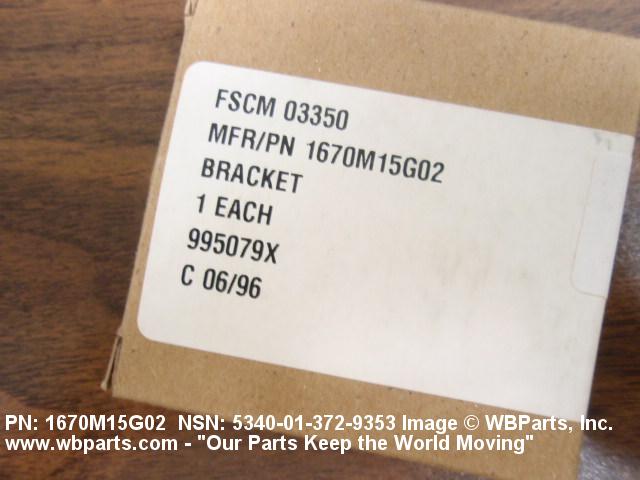 FSCM 03350
MFR/PN 1670M15G02
BRACKET
1 EACH
995079X
C 06/96
PN: 1670M15G02 NSN: 5340-01-372-9353 Image © WBParts, Inc.
www.wbparts.com - "Our Parts Keep the World Moving"